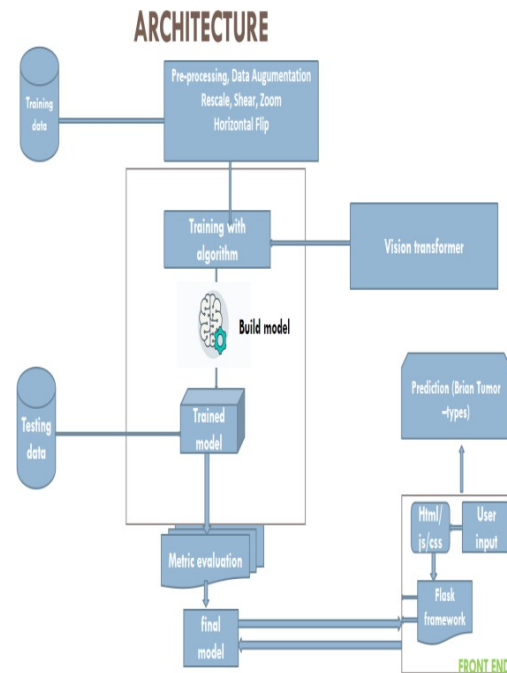 ARCHITECTURE
Training
data
Pre-processing, Data Augumentation
Rescale, Shear, Zoom
Horizontal Flip
Training with
algorithm
Vision transformer
Build model
Testing
data
Trained
model
Prediction (Brian Tumor
–types)
Html/
js/css
User
input
Metric evaluation
Flask
framework
final
model
FRONT END